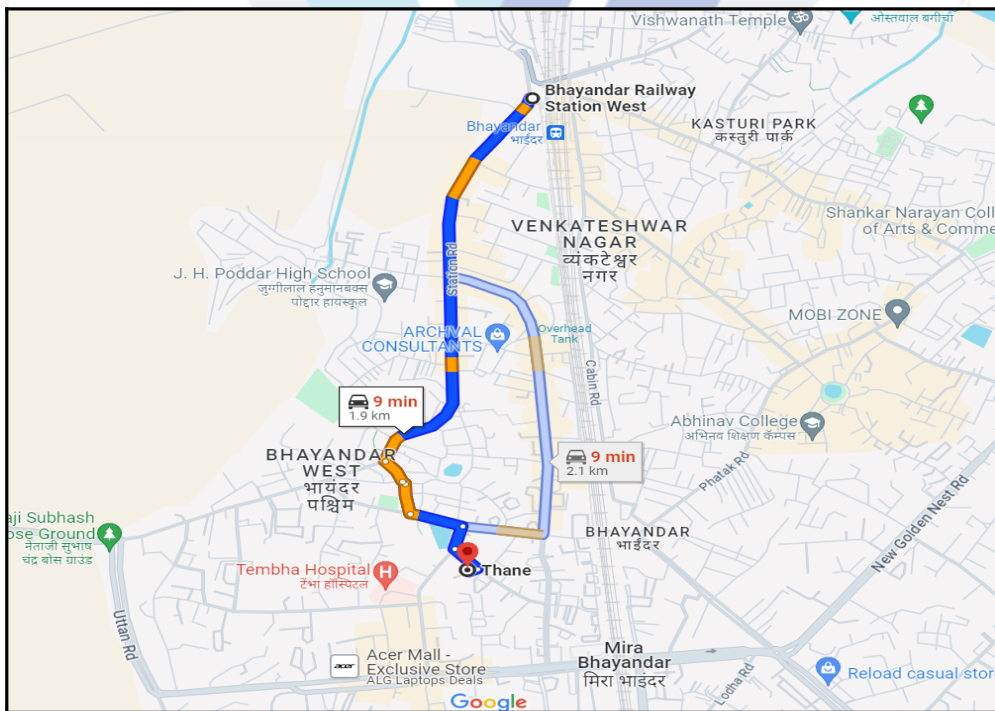 Vishwanath Temple
ओस्तवाल बगीचा
Bhayandar Railway
Station West
Bhayandar
भाईंदर
KASTURI PARK
कस्तुरी पार्क
Shankar Narayan Coll
of Arts & Comme
VENKATESHWAR
NAGAR
व्यंकटेश्वर
नगर
J. H. Poddar High School
जुग्गीलाल हनुमानबक्स
पोद्दार हायस्कूल
Station Rd
MOBI ZONE
ARCHVAL
CONSULTANTS
Overhead
Tank
Cabin Rd
9 min
1.9 km
Abhinav College
अभिनव शिक्षण कॅम्पस
BHAYANDAR
WEST
भायंदर
पश्चिम
9 min
2.1 km
Phatak Rd
New Golden Nest Rd
aji Subhash
ose Ground
नेताजी सुभाष
चंद्र बोस ग्राउंड
BHAYANDAR
भाईंदर
Tembha Hospital
टेंभा हॉस्पिटल
H
Thane
Uttan Rd
Mira
Bhayandar
मिरा भाईंदर
acer
Acer Mall -
Exclusive Store
ALG Laptops Deals
Lodha Rd
Reload casual stor
Google